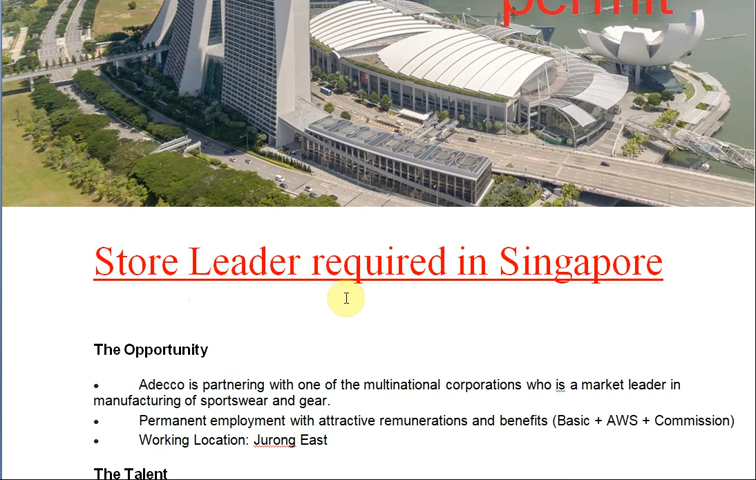 permit
Store Leader required in Singapore
The Opportunity
• Adecco is partnering with one of the multinational corporations who is a market leader in
manufacturing of sportswear and gear.
• Permanent employment with attractive remunerations and benefits (Basic + AWS + Commission)
• Working Location: Jurong East
The Talent